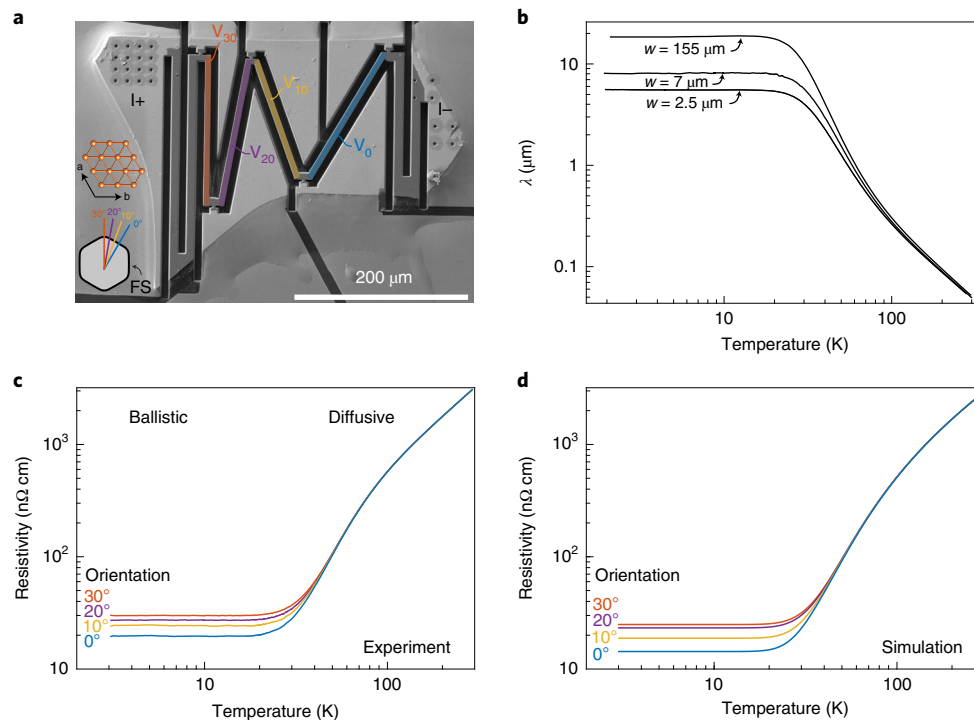 a
V30
I+
V10
I−
V20
V0
a
b
30°
20°
10°
0°
FS
200 μm
b
10
1
0.1
λ (μm)
w = 155 μm
w = 7 μm
w = 2.5 μm
10
100
Temperature (K)
c
Ballistic
Diffusive
10³
10²
10
Resistivity (nΩ cm)
Orientation
30°
20°
10°
0°
Experiment
10
100
Temperature (K)
d
10³
10²
10
Resistivity (nΩ cm)
Orientation
30°
20°
10°
0°
Simulation
10
100
Temperature (K)